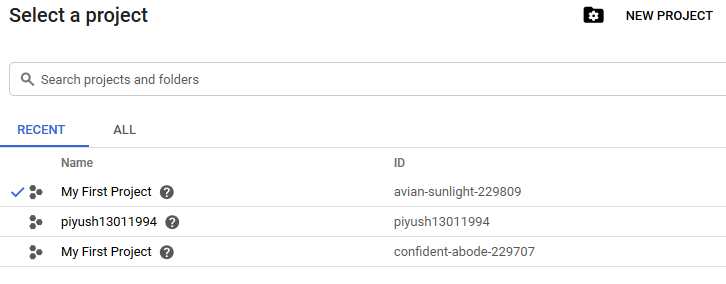 Select a project
NEW PROJECT
Search projects and folders
RECENT ALL
Name ID
My First Project avian-sunlight-229809
piyush13011994 piyush13011994
My First Project confident-abode-229707